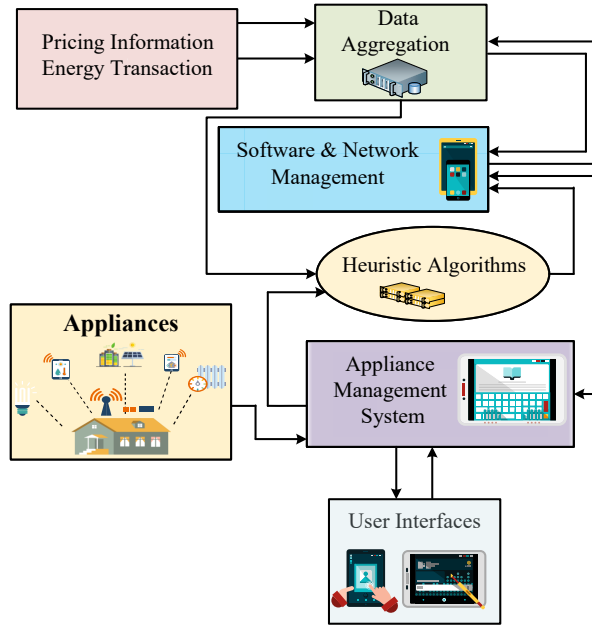 Pricing Information
Energy Transaction
Data
Aggregation
Software & Network
Management
Heuristic Algorithms
Appliances
Appliance
Management
System
User Interfaces